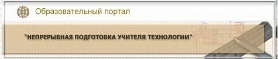 Образовательный портал
"НЕПРЕРЫВНАЯ ПОДГОТОВКА УЧИТЕЛЯ ТЕХНОЛОГИИ"